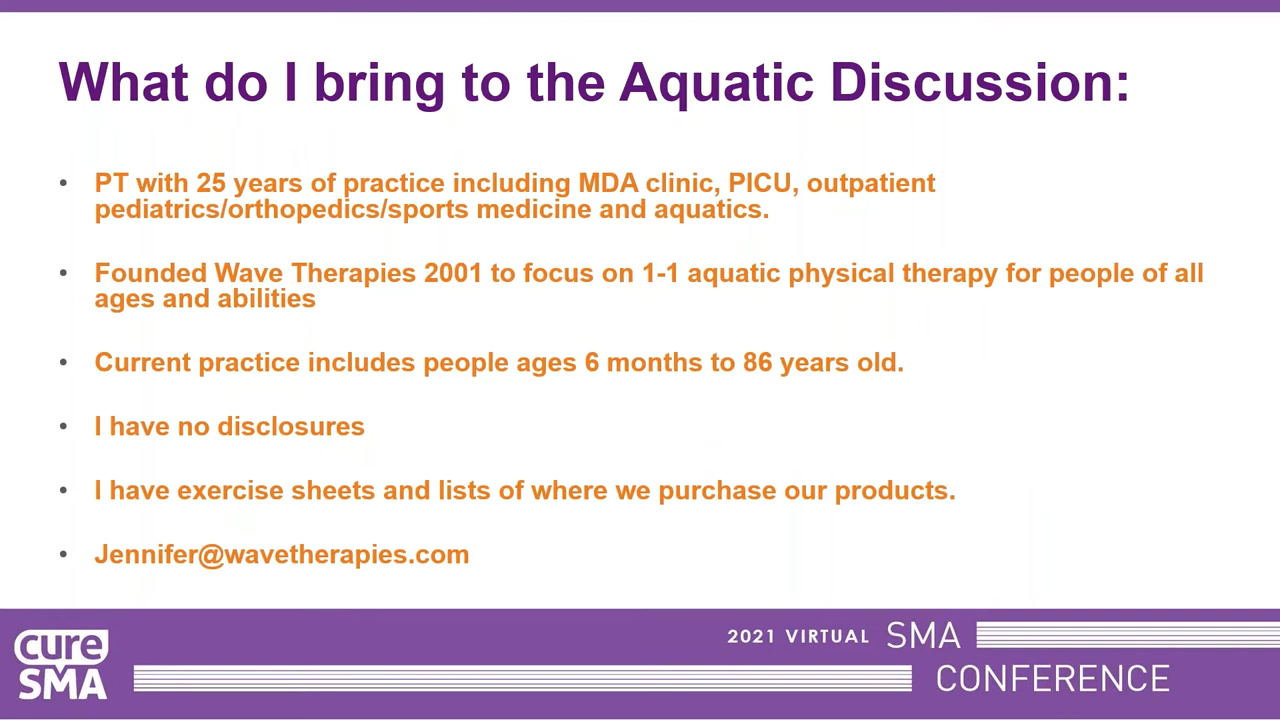 What do I bring to the Aquatic Discussion:
• PT with 25 years of practice including MDA clinic, PICU, outpatient
pediatrics/orthopedics/sports medicine and aquatics.
• Founded Wave Therapies 2001 to focus on 1-1 aquatic physical therapy for people of all
ages and abilities
• Current practice includes people ages 6 months to 86 years old.
• I have no disclosures
• I have exercise sheets and lists of where we purchase our products.
• Jennifer@wavetherapies.com
cure
SMA
2021 VIRTUAL SMA
CONFERENCE